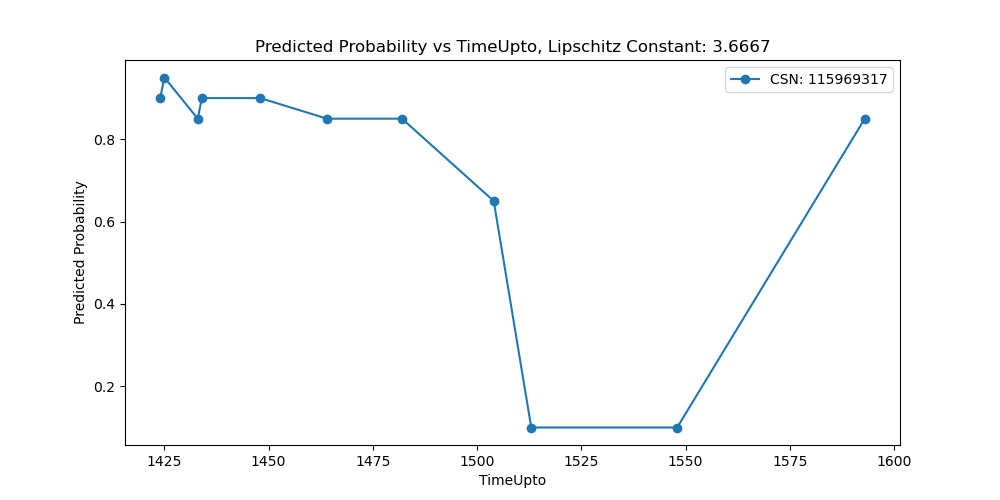 Predicted Probability vs TimeUpto, Lipschitz Constant: 3.6667
CSN: 115969317
Predicted Probability
0.8
0.6
0.4
0.2
1425 1450 1475 1500 1525 1550 1575 1600
TimeUpto